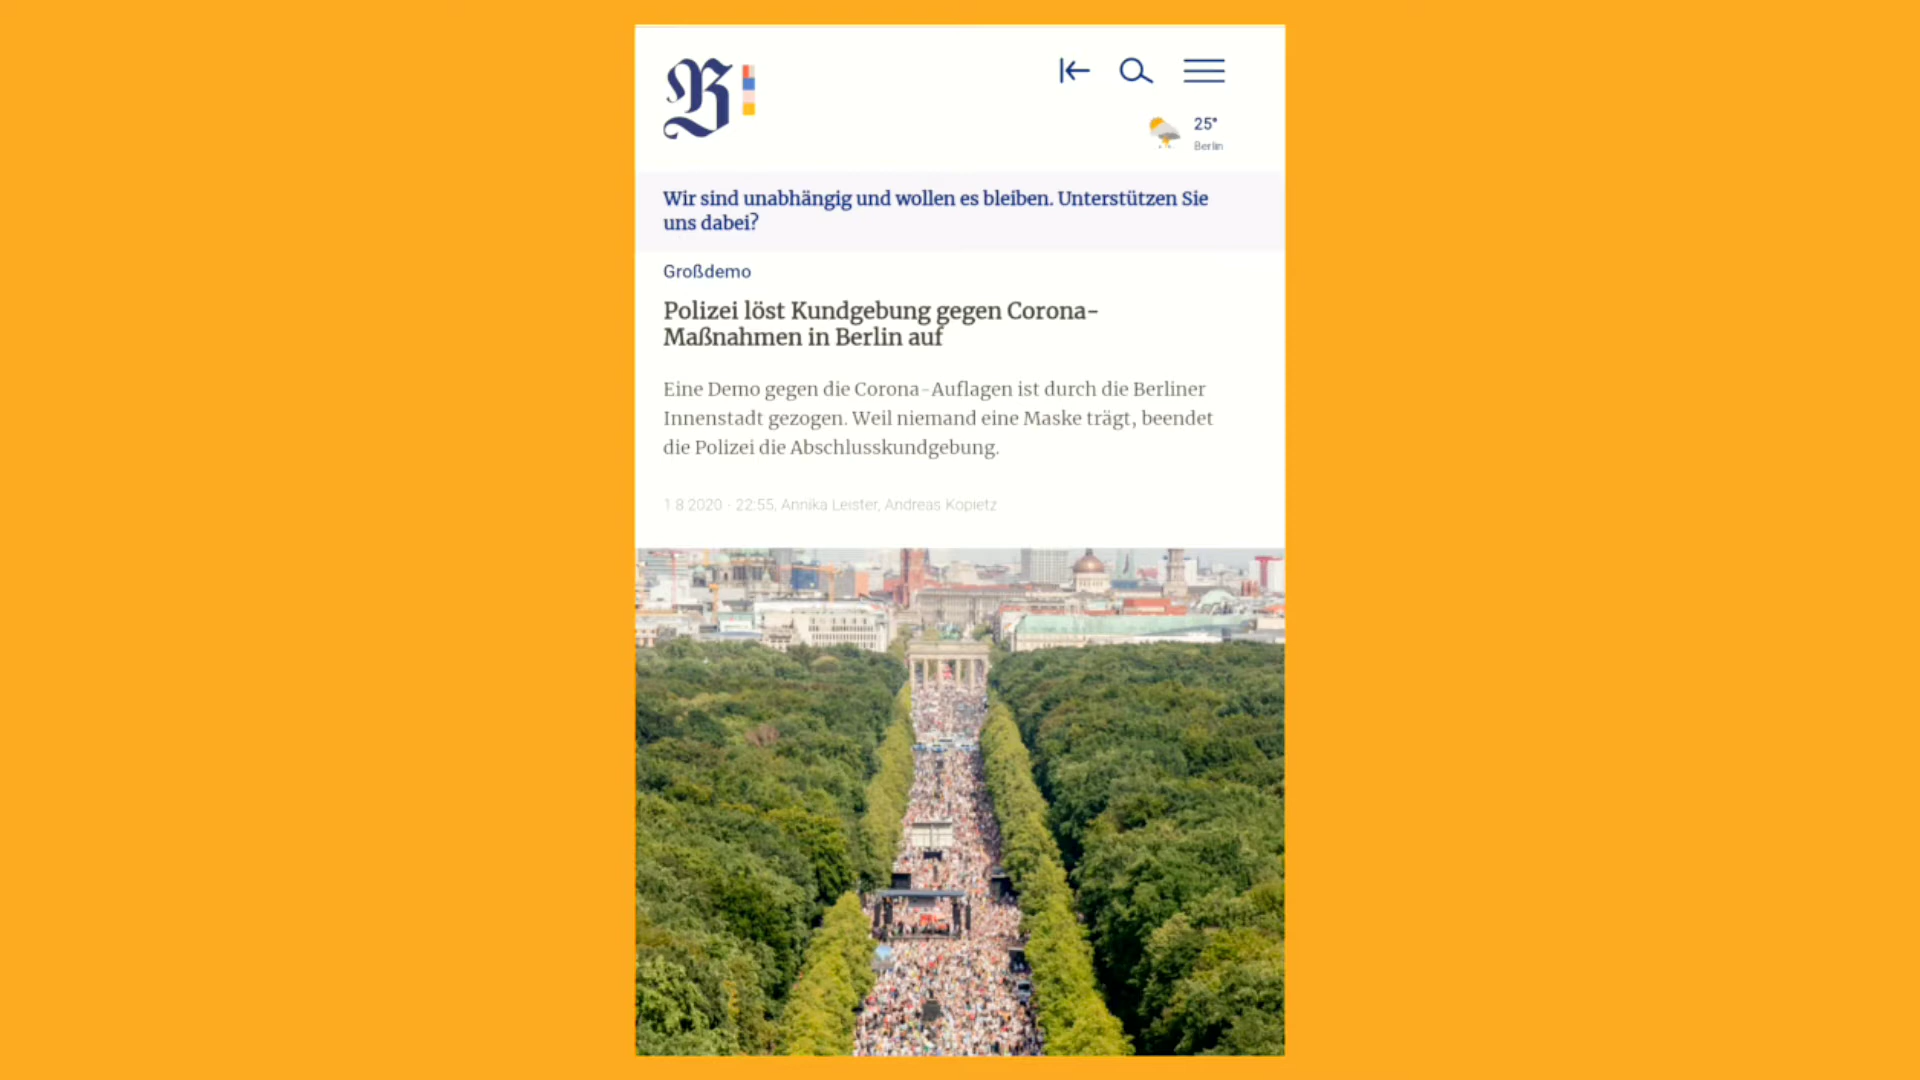 B
25°
Berlin
Wir sind unabhängig und wollen es bleiben. Unterstützen Sie
uns dabei?
Großdemo
Polizei löst Kundgebung gegen Corona-
Maßnahmen in Berlin auf
Eine Demo gegen die Corona-Auflagen ist durch die Berliner
Innenstadt gezogen. Weil niemand eine Maske trägt, beendet
die Polizei die Abschlusskundgebung.
1.8.2020 - 22:55, Annika Leister, Andreas Kopietz